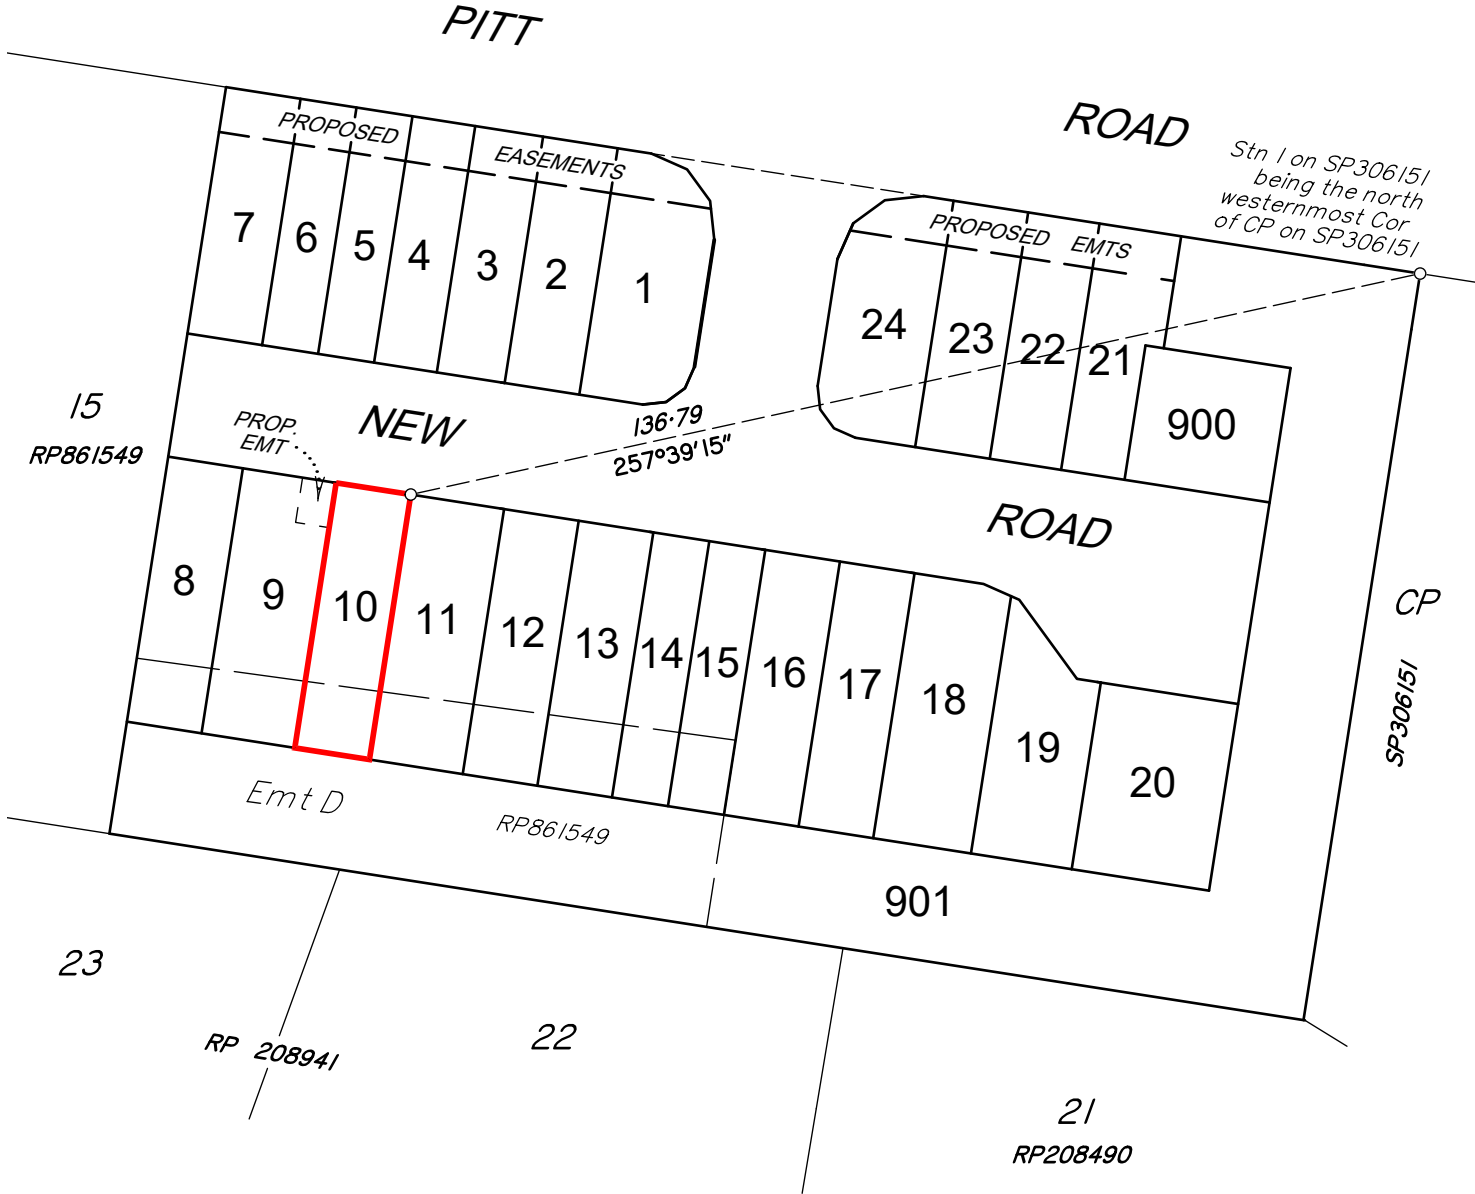 PITT
ROAD
Stn 1 on SP306151
being the north
westernmost Cor
of CP on SP306151
PROPOSED
EASEMENTS
PROPOSED EMTS
7
6
5
4
3
2
1
24
23
22
21
900
15
RP861549
PROP.
EMT
NEW
136·79
257°39'15"
ROAD
8
9
10
11
12
13
14
15
16
17
18
19
20
CP
SP306151
Emt D
RP861549
901
23
RP 208941
22
21
RP208490